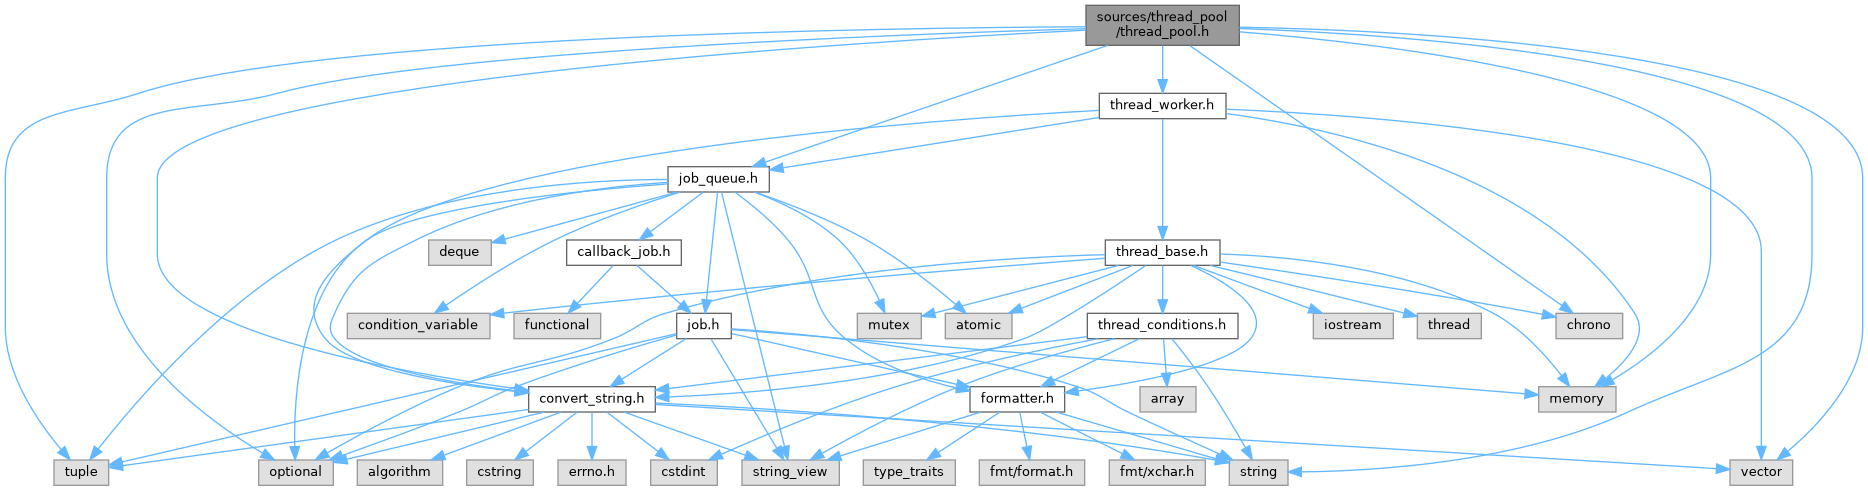 sources/thread_pool
/thread_pool.h
thread_worker.h
job_queue.h
deque
callback_job.h
thread_base.h
condition_variable
functional
job.h
mutex
atomic
thread_conditions.h
iostream
thread
chrono
convert_string.h
formatter.h
array
memory
tuple
optional
algorithm
cstring
errno.h
cstdint
string_view
type_traits
fmt/format.h
fmt/xchar.h
string
vector